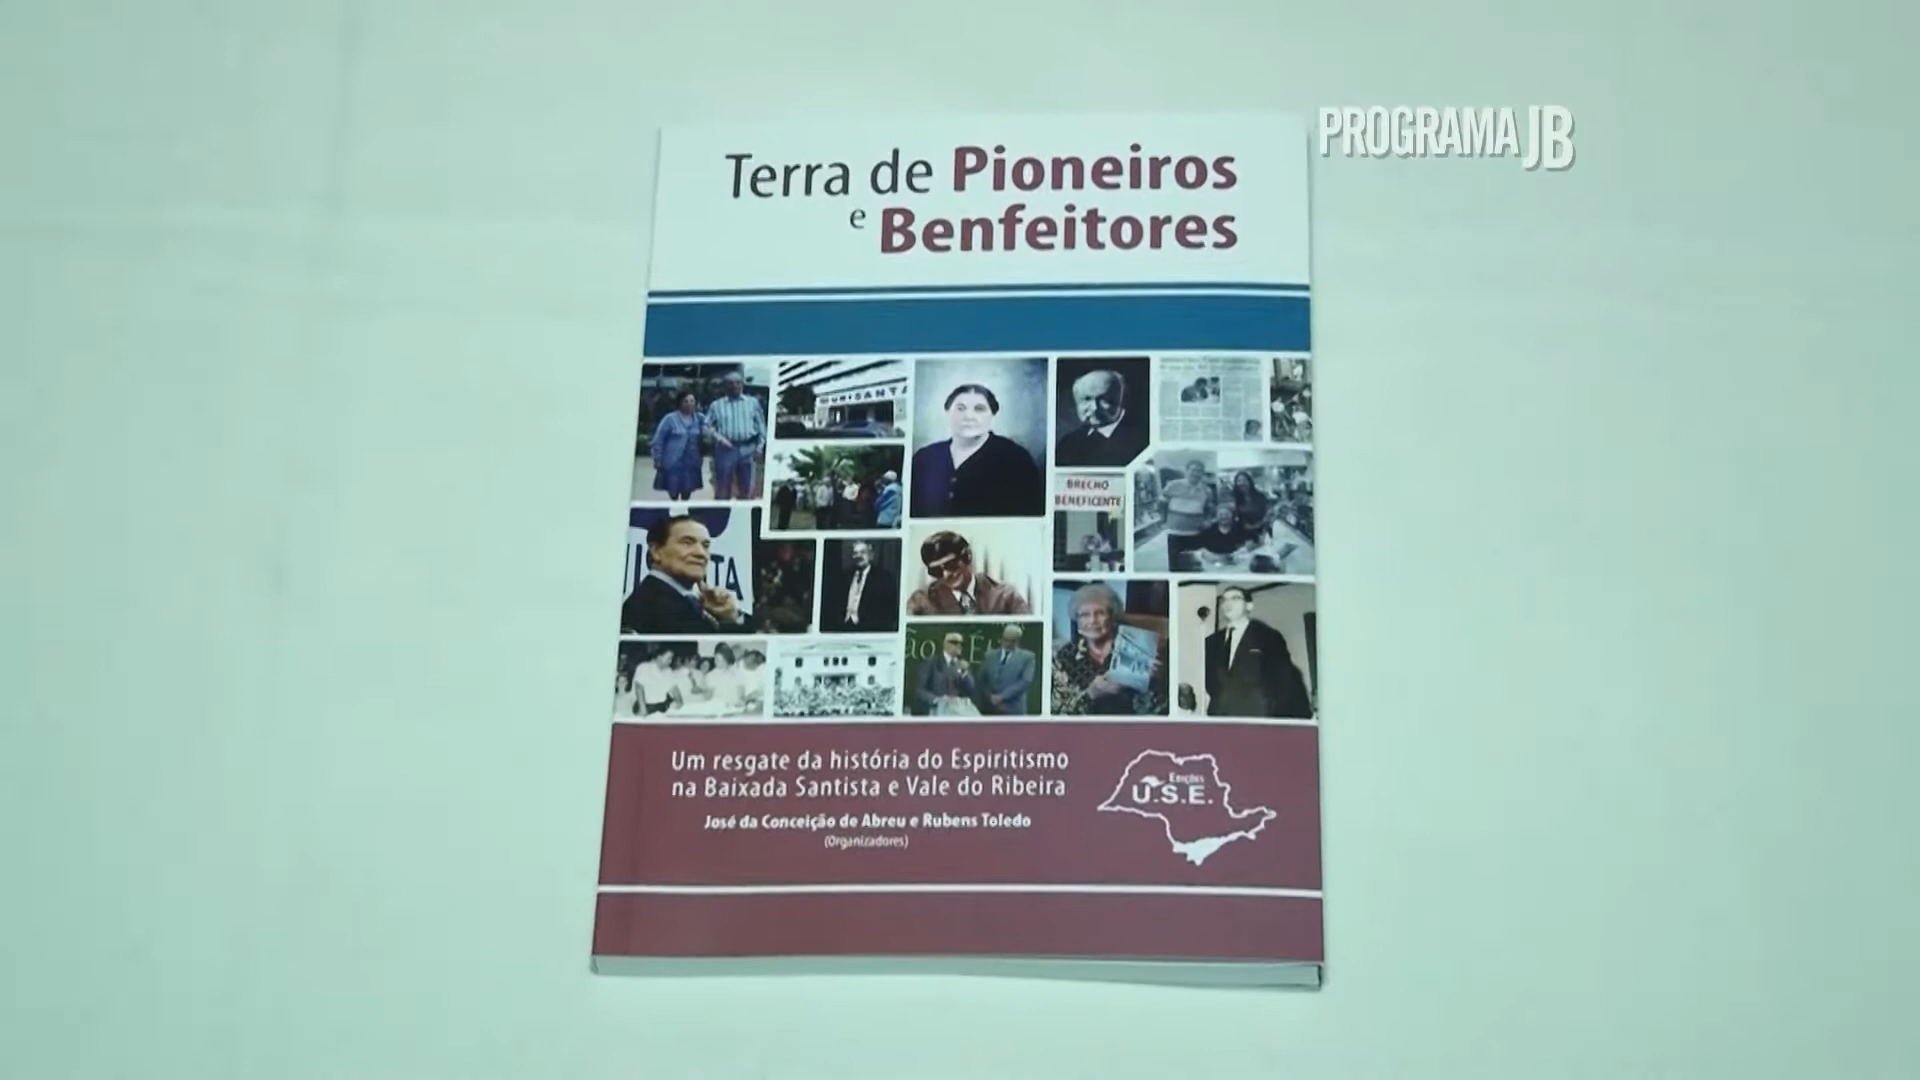 PROGRAMA JB
Terra de Pioneiros
e Benfeitores
BRECHO
BENEFICENTE
Um resgate da história do Espiritismo
na Baixada Santista e Vale do Ribeira
José da Conceição de Abreu e Rubens Toledo
(Organizadores)
Edições
U.S.E.